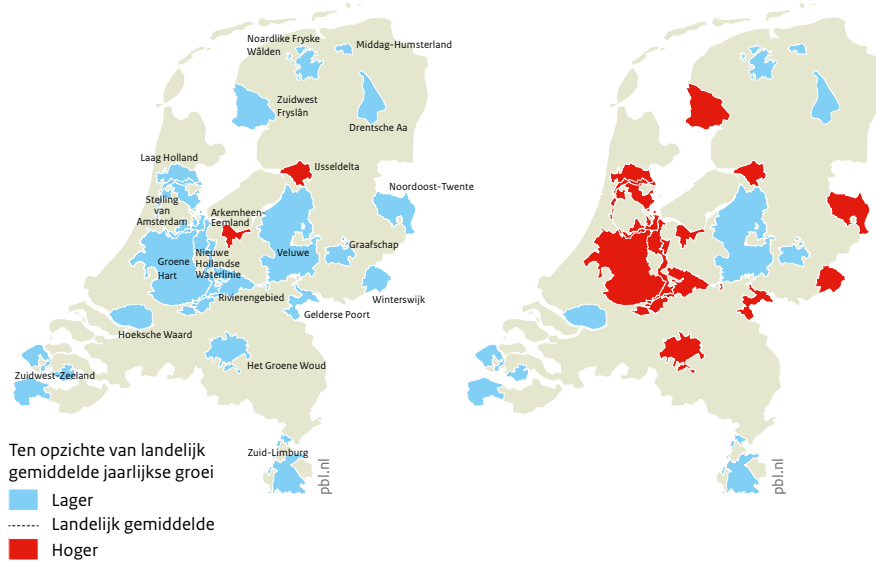 Noardlike Fryske
Wâlden
Middag-Humsterland
Zuidwest
Fryslân
Drentsche Aa
Laag Holland
IJsseldelta
Noordoost-Twente
Stelling
van
Amsterdam
Arkemheen-
Eemland
Graafschap
Groene
Hart
Nieuwe
Hollandse
Waterlinie
Veluwe
Rivierengebied
Winterswijk
Gelderse Poort
Hoeksche Waard
Het Groene Woud
Zuidwest-Zeeland
Zuid-Limburg
pbl.nl
pbl.nl
Ten opzichte van landelijk
gemiddelde jaarlijkse groei
Lager
Landelijk gemiddelde
Hoger